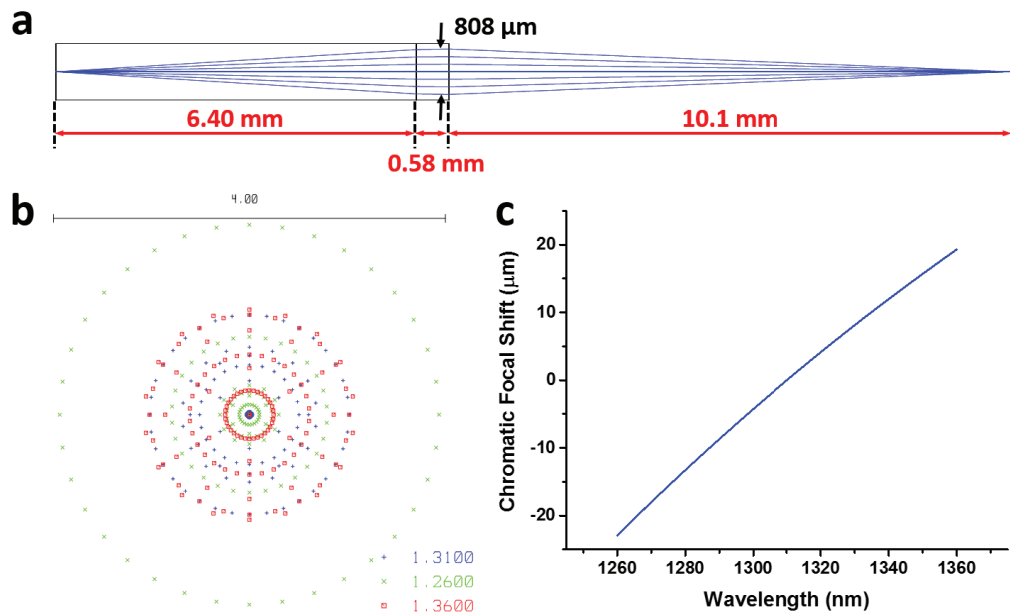 a
808 µm
6.40 mm
10.1 mm
0.58 mm
b
4.00
1.3100
1.2600
1.3600
c
Chromatic Focal Shift (µm)
20
10
0
-10
-20
1260 1280 1300 1320 1340 1360
Wavelength (nm)